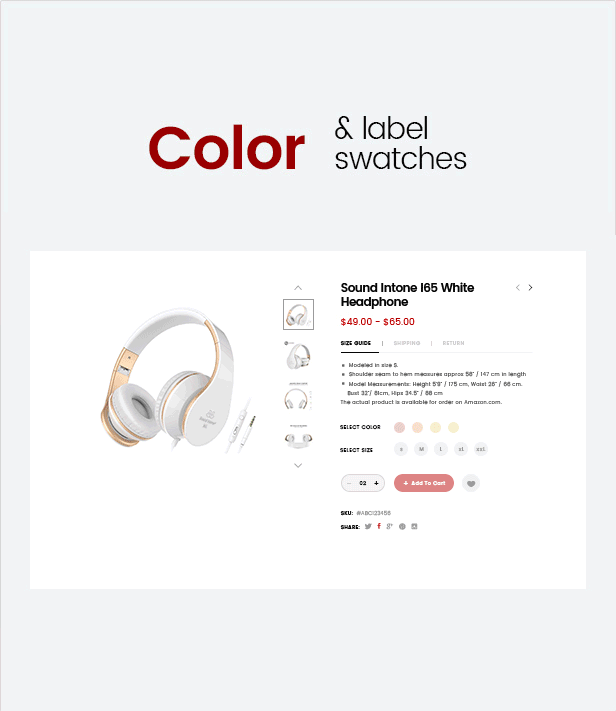 Color
& label
swatches
Sound Intone I65 White
Headphone
$49.00 - $65.00
SIZE GUIDE | SHIPPING | RETURN
Modeled in size S.
Shoulder seam to hem measures approx 58" / 147 cm in length
Model Measurements: Height 5'9" / 175 cm, Waist 26" / 66 cm.
Bust 32"/ 81cm, Hips 34.5" / 88 cm
The actual product is available for order on Amazon.com.
SELECT COLOR
SELECT SIZE S M L XL XXL
− 02 +
+ Add To Cart
SKU: #ABC123456
SHARE: